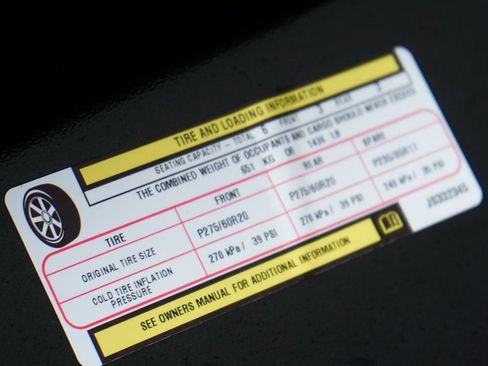 TIRE AND LOADING INFORMATION
SEATING CAPACITY - TOTAL 6 FRONT 3 REAR 3
THE COMBINED WEIGHT OF OCCUPANTS AND CARGO SHOULD NEVER EXCEED
651 KG OR 1436 LB
TIRE FRONT REAR SPARE
ORIGINAL TIRE SIZE P275/60R20 P275/60R20
COLD TIRE INFLATION PRESSURE 270 kPa / 39 PSI 270 kPa / 39 PSI 240 kPa / 35 PSI
SEE OWNERS MANUAL FOR ADDITIONAL INFORMATION